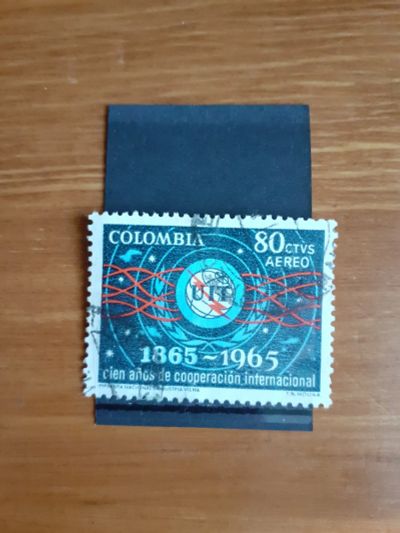 COLOMBIA
80 CTVS
AEREO
UIT
1865~1965
cien años de cooperación internacional